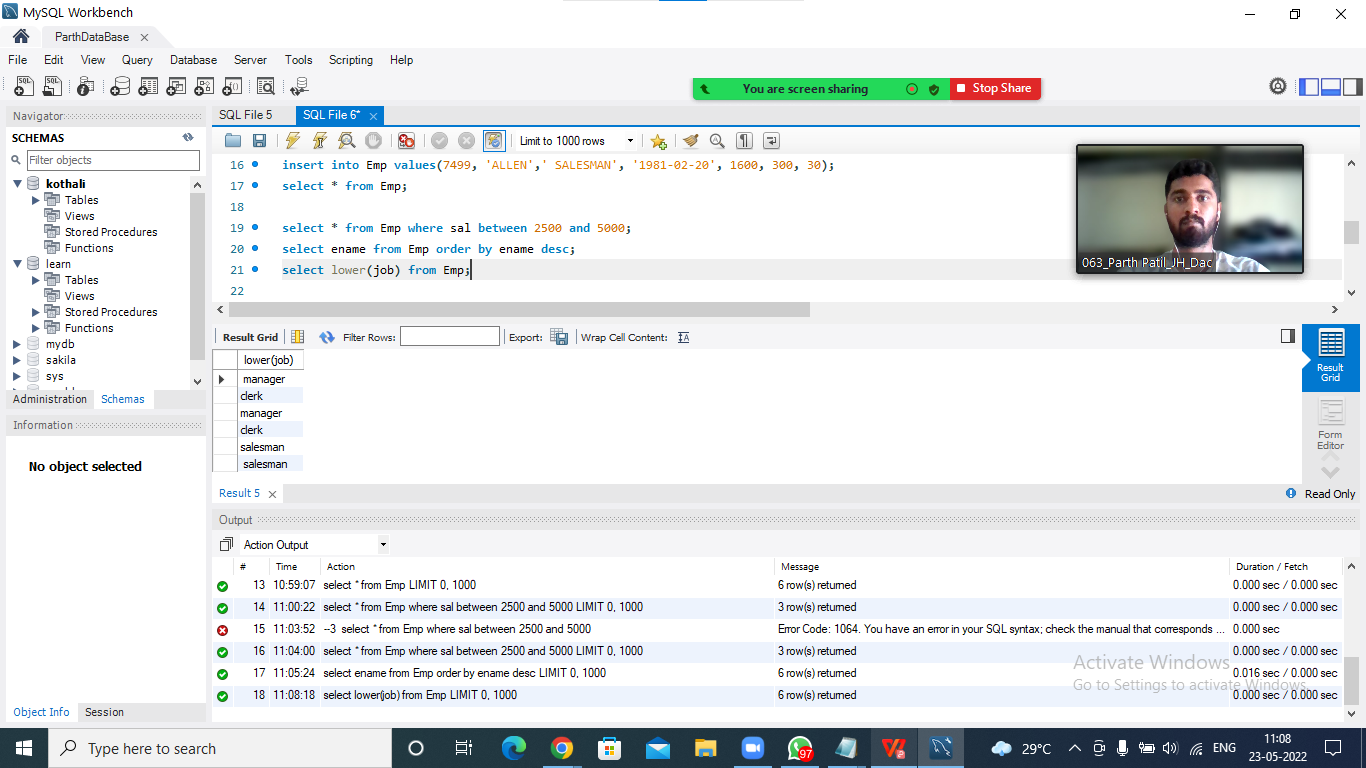 MySQL Workbench
ParthDataBase
File Edit View Query Database Server Tools Scripting Help
You are screen sharing Stop Share
Navigator
SCHEMAS
Filter objects
kothali
Tables
Views
Stored Procedures
Functions
learn
Tables
Views
Stored Procedures
Functions
mydb
sakila
sys
Administration Schemas
Information
No object selected
Object Info Session
SQL File 5 SQL File 6*
Limit to 1000 rows
16 insert into Emp values(7499, 'ALLEN',' SALESMAN', '1981-02-20', 1600, 300, 30);
17 select * from Emp;
18
19 select * from Emp where sal between 2500 and 5000;
20 select ename from Emp order by ename desc;
21 select lower(job) from Emp;
22
063_Parth Patil_JH_Dac
Result Grid Filter Rows: Export: Wrap Cell Content:
lower(job)
manager
clerk
manager
clerk
salesman
salesman
Result Grid
Form Editor
Result 5
Read Only
Output
Action Output
# Time Action Message Duration / Fetch
13 10:59:07 select * from Emp LIMIT 0, 1000 6 row(s) returned 0.000 sec / 0.000 sec
14 11:00:22 select * from Emp where sal between 2500 and 5000 LIMIT 0, 1000 3 row(s) returned 0.000 sec / 0.000 sec
15 11:03:52 --3 select * from Emp where sal between 2500 and 5000 Error Code: 1064. You have an error in your SQL syntax; check the manual that corresponds ... 0.000 sec
16 11:04:00 select * from Emp where sal between 2500 and 5000 LIMIT 0, 1000 3 row(s) returned 0.000 sec / 0.000 sec
17 11:05:24 select ename from Emp order by ename desc LIMIT 0, 1000 6 row(s) returned 0.016 sec / 0.000 sec
18 11:08:18 select lower(job) from Emp LIMIT 0, 1000 6 row(s) returned 0.000 sec / 0.000 sec
Activate Windows
Go to Settings to activate Windows.
Type here to search
97
29°C
ENG
11:08
23-05-2022